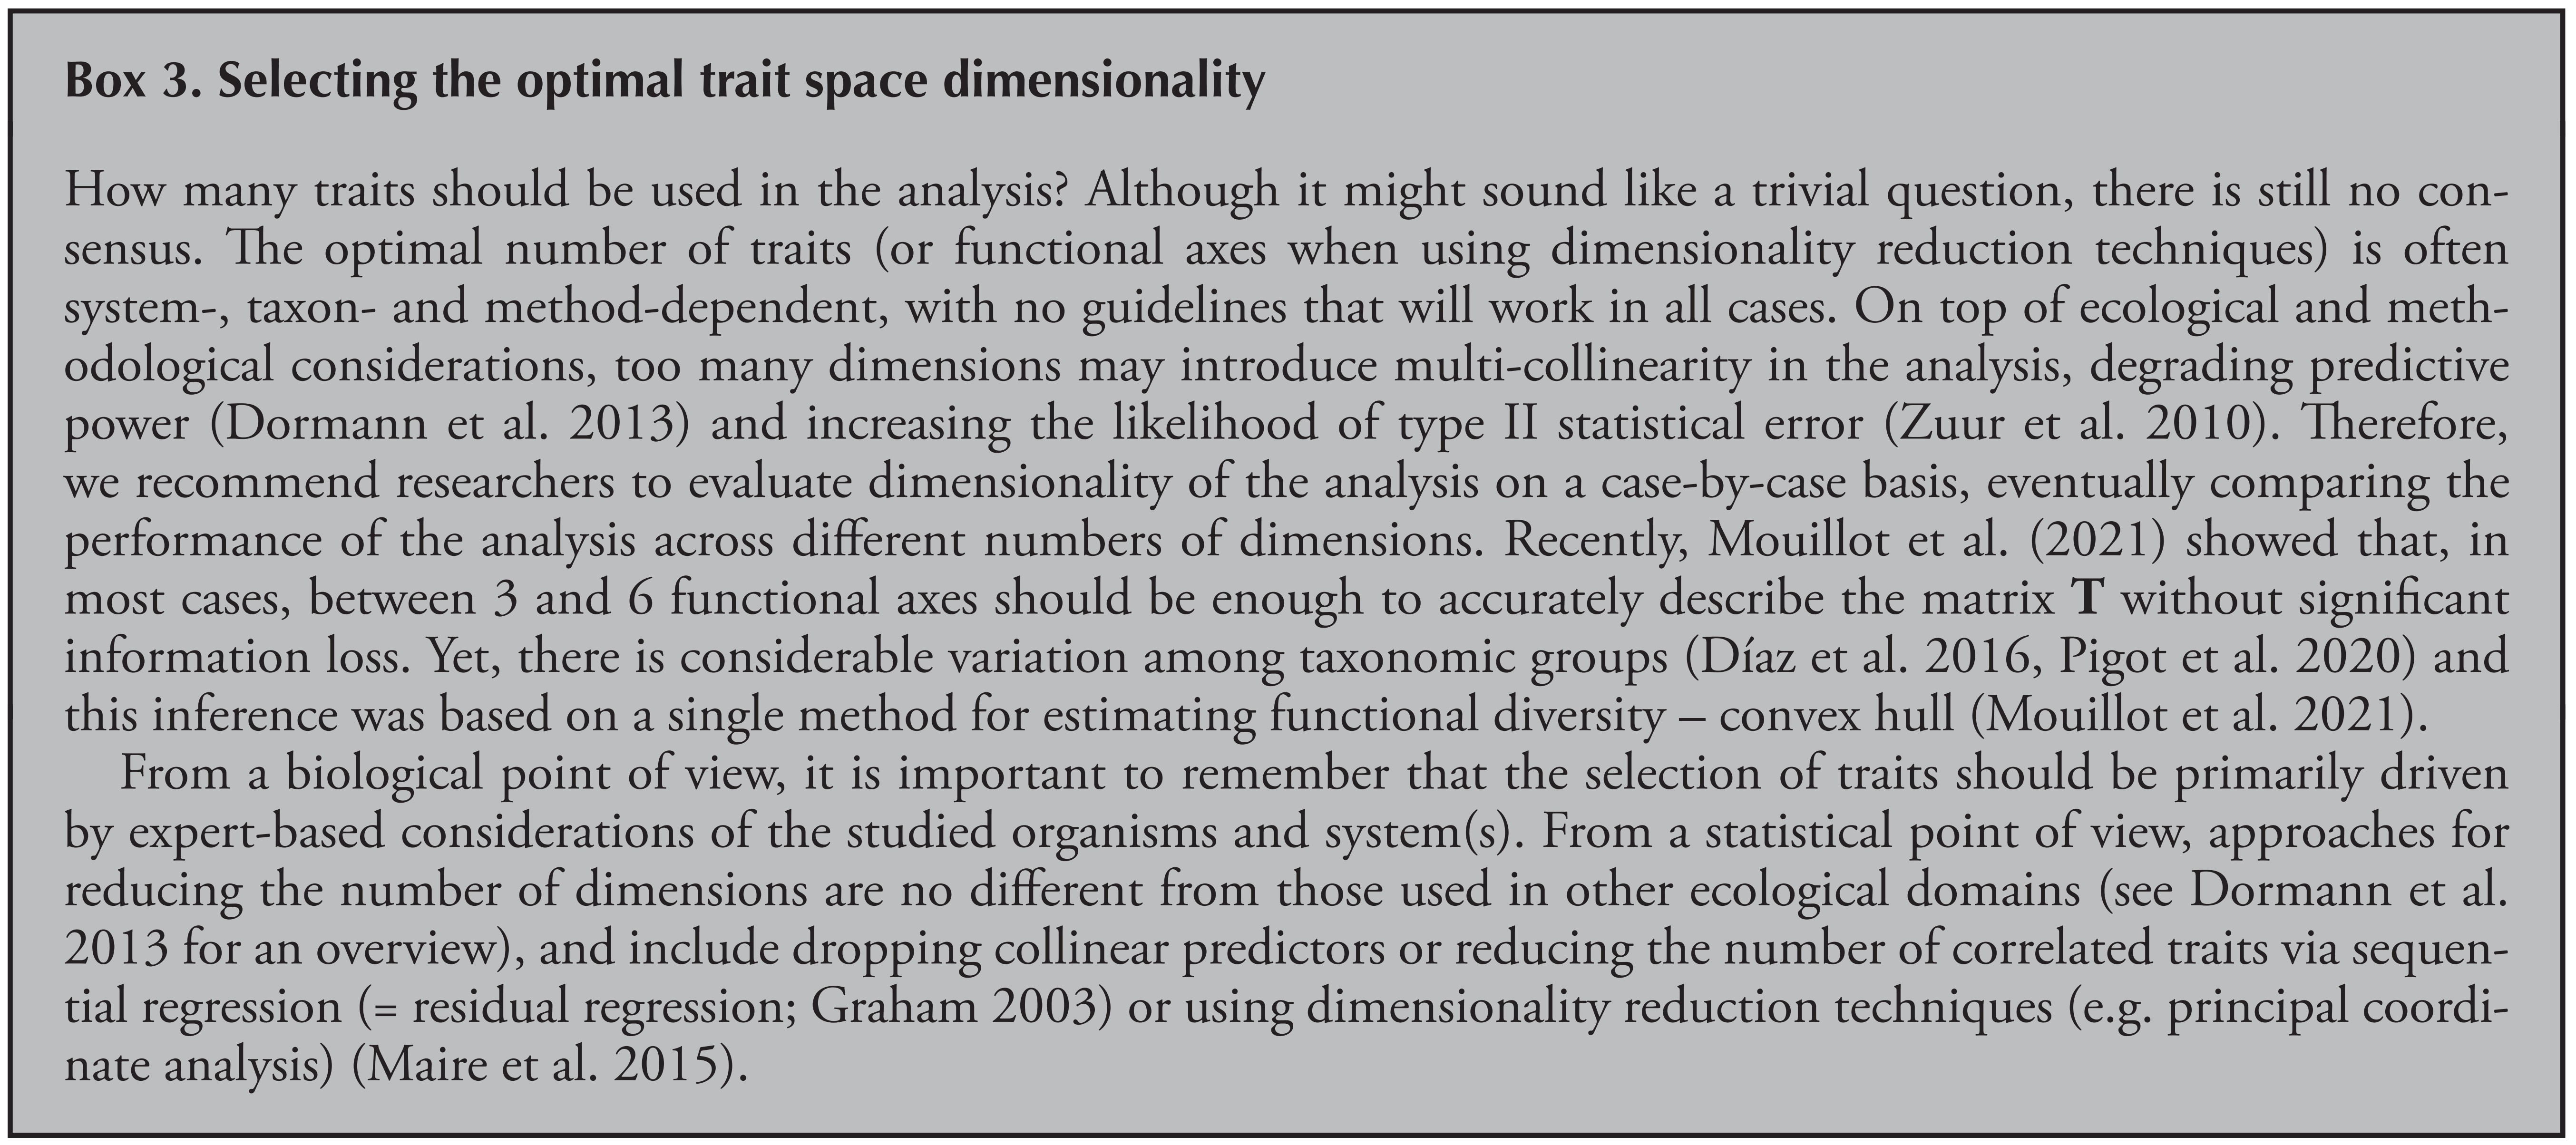 Box 3. Selecting the optimal trait space dimensionality
How many traits should be used in the analysis? Although it might sound like a trivial question, there is still no con-
sensus. The optimal number of traits (or functional axes when using dimensionality reduction techniques) is often
system-, taxon- and method-dependent, with no guidelines that will work in all cases. On top of ecological and meth-
odological considerations, too many dimensions may introduce multi-collinearity in the analysis, degrading predictive
power (Dormann et al. 2013) and increasing the likelihood of type II statistical error (Zuur et al. 2010). Therefore,
we recommend researchers to evaluate dimensionality of the analysis on a case-by-case basis, eventually comparing the
performance of the analysis across different numbers of dimensions. Recently, Mouillot et al. (2021) showed that, in
most cases, between 3 and 6 functional axes should be enough to accurately describe the matrix T without significant
information loss. Yet, there is considerable variation among taxonomic groups (Díaz et al. 2016, Pigot et al. 2020) and
this inference was based on a single method for estimating functional diversity – convex hull (Mouillot et al. 2021).
From a biological point of view, it is important to remember that the selection of traits should be primarily driven
by expert-based considerations of the studied organisms and system(s). From a statistical point of view, approaches for
reducing the number of dimensions are no different from those used in other ecological domains (see Dormann et al.
2013 for an overview), and include dropping collinear predictors or reducing the number of correlated traits via sequen-
tial regression (= residual regression; Graham 2003) or using dimensionality reduction techniques (e.g. principal coordi-
nate analysis) (Maire et al. 2015).